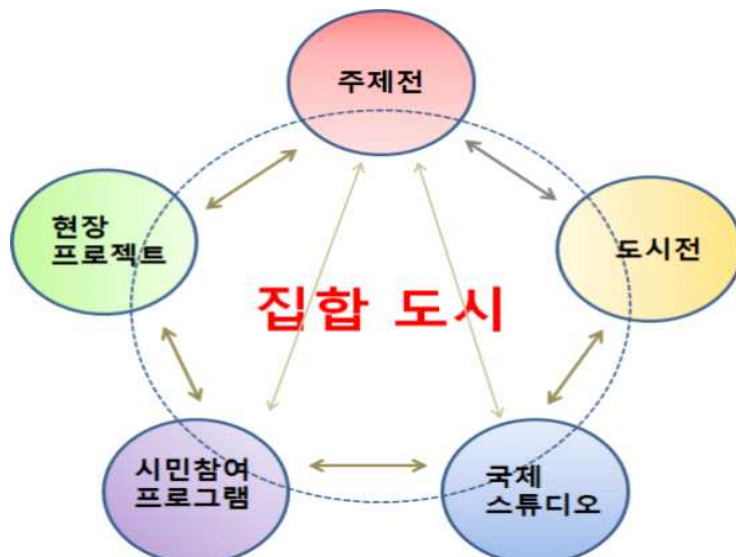 주제전
현장
프로젝트
도시전
집합 도시
시민참여
프로그램
국제
스튜디오